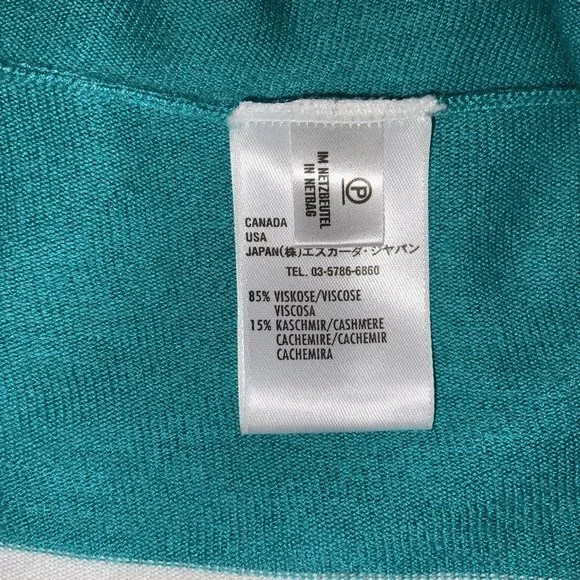 P
IM NETZBEUTEL
IN NETBAG
CANADA
USA
JAPAN(株)エスカーダ・ジャパン
TEL. 03-5786-6860
85% VISKOSE/VISCOSE
VISCOSA
15% KASCHMIR/CASHMERE
CACHEMIRE/CACHEMIR
CACHEMIRA